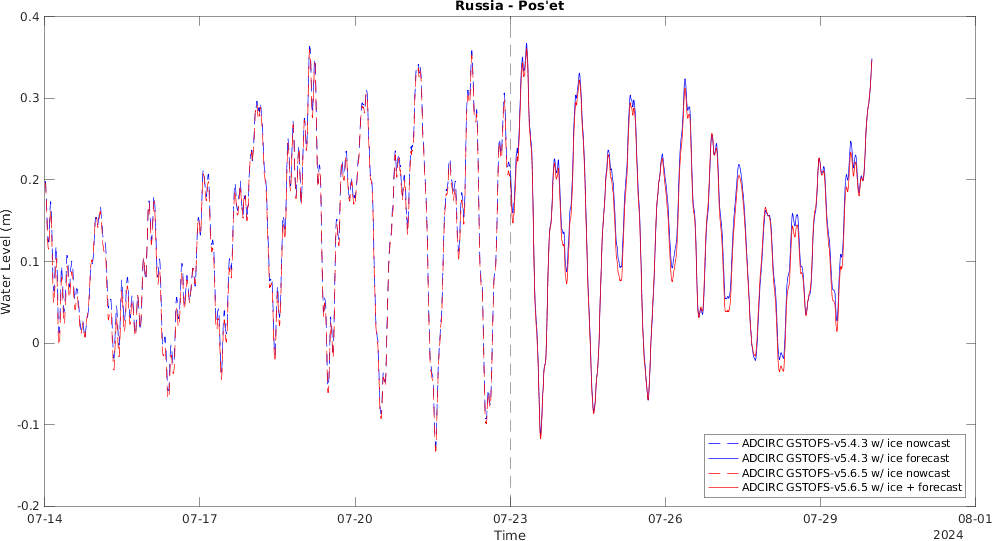 Russia - Pos'et
0.4
0.3
0.2
0.1
0
-0.1
-0.2
Water Level (m)
07-14
07-17
07-20
07-23
07-26
07-29
08-01
Time
2024
ADCIRC GSTOFS-v5.4.3 w/ ice nowcast
ADCIRC GSTOFS-v5.4.3 w/ ice forecast
ADCIRC GSTOFS-v5.6.5 w/ ice nowcast
ADCIRC GSTOFS-v5.6.5 w/ ice + forecast